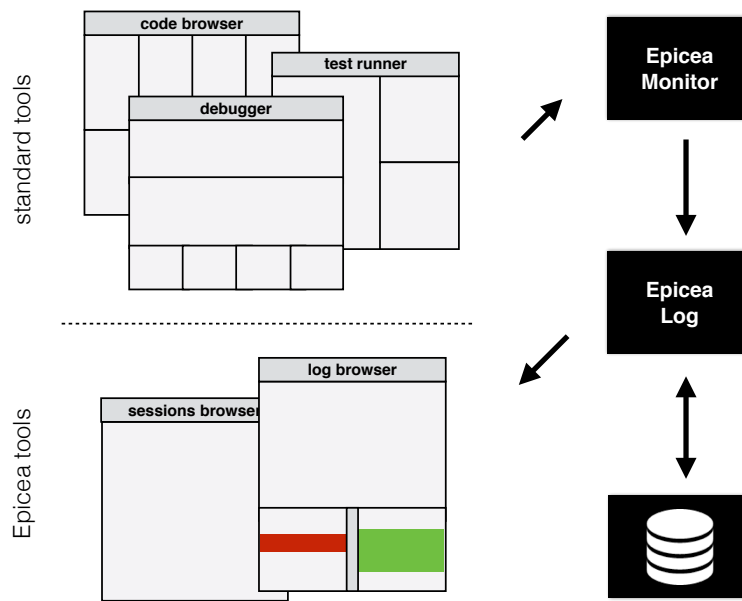 code browser
test runner
debugger
standard tools
Epicea
Monitor
Epicea
Log
log browser
sessions browser
Epicea tools